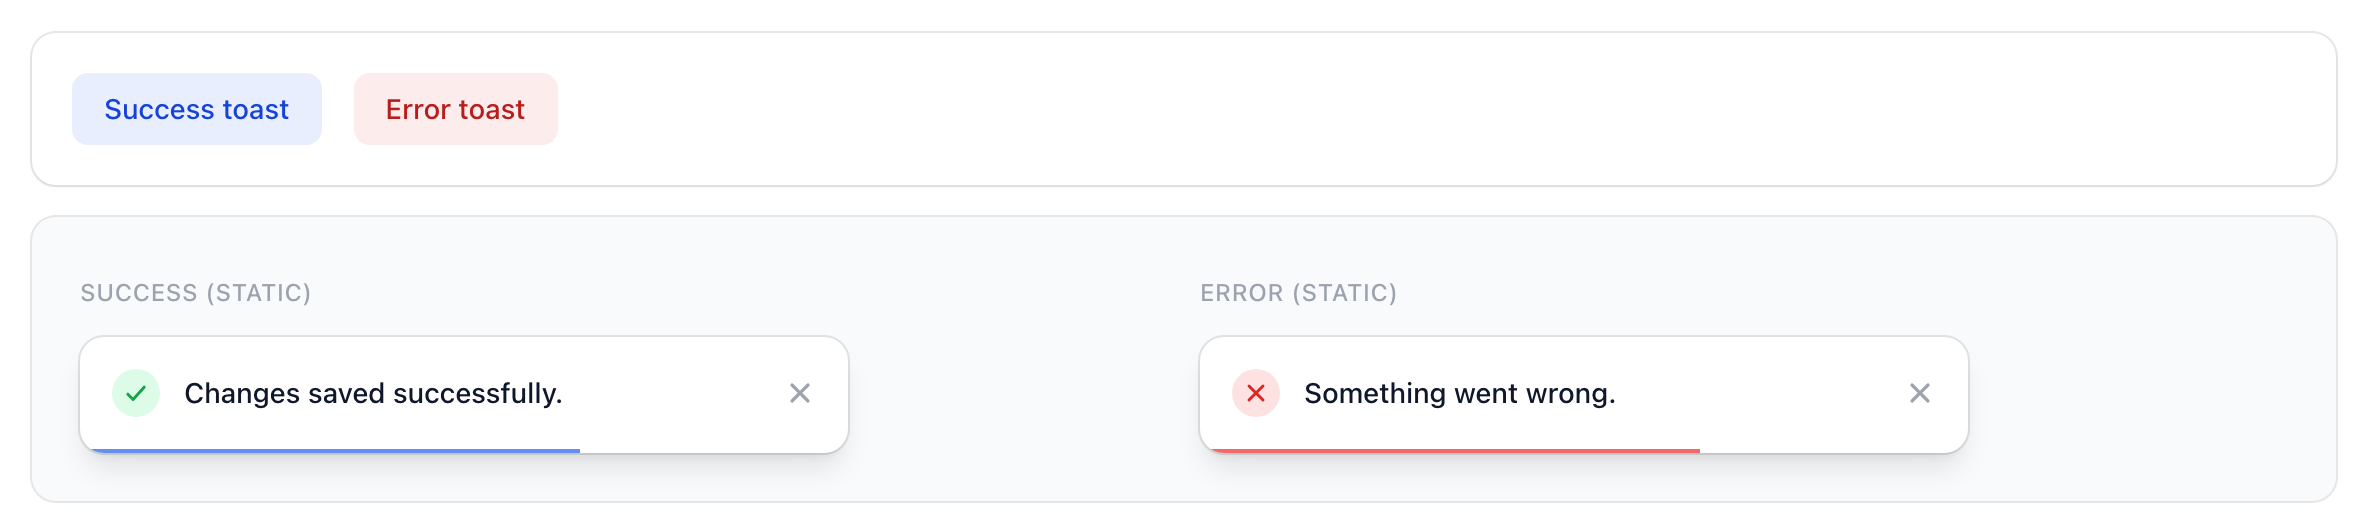 Success toast
Error toast
SUCCESS (STATIC)
Changes saved successfully.
ERROR (STATIC)
Something went wrong.